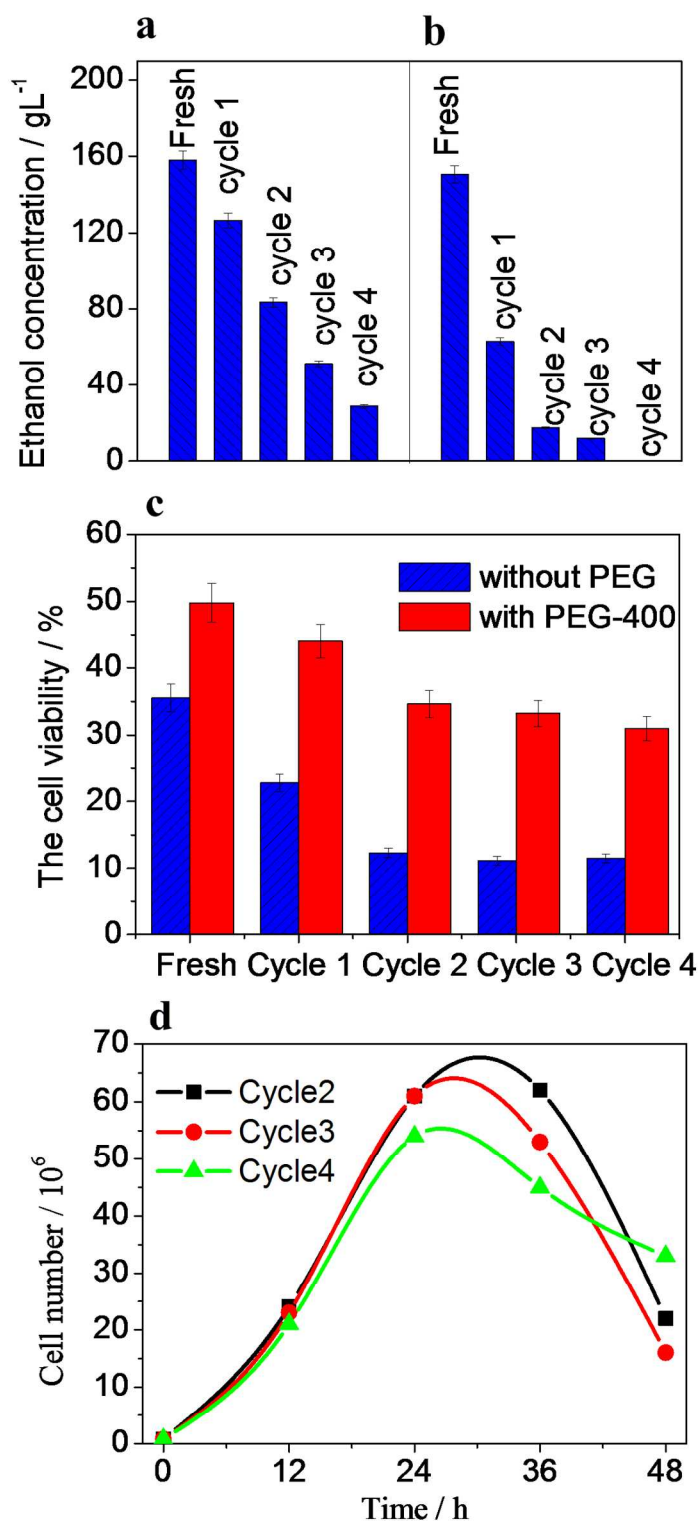 a
b
Ethanol concentration / gL⁻¹
200
160
120
80
40
0
Fresh
cycle 1
cycle 2
cycle 3
cycle 4
Fresh
cycle 1
cycle 2
cycle 3
cycle 4
c
The cell viability / %
60
50
40
30
20
10
0
without PEG
with PEG-400
Fresh Cycle 1 Cycle 2 Cycle 3 Cycle 4
d
Cell number / 10⁶
70
60
50
40
30
20
10
0
Cycle2
Cycle3
Cycle4
0 12 24 36 48
Time / h